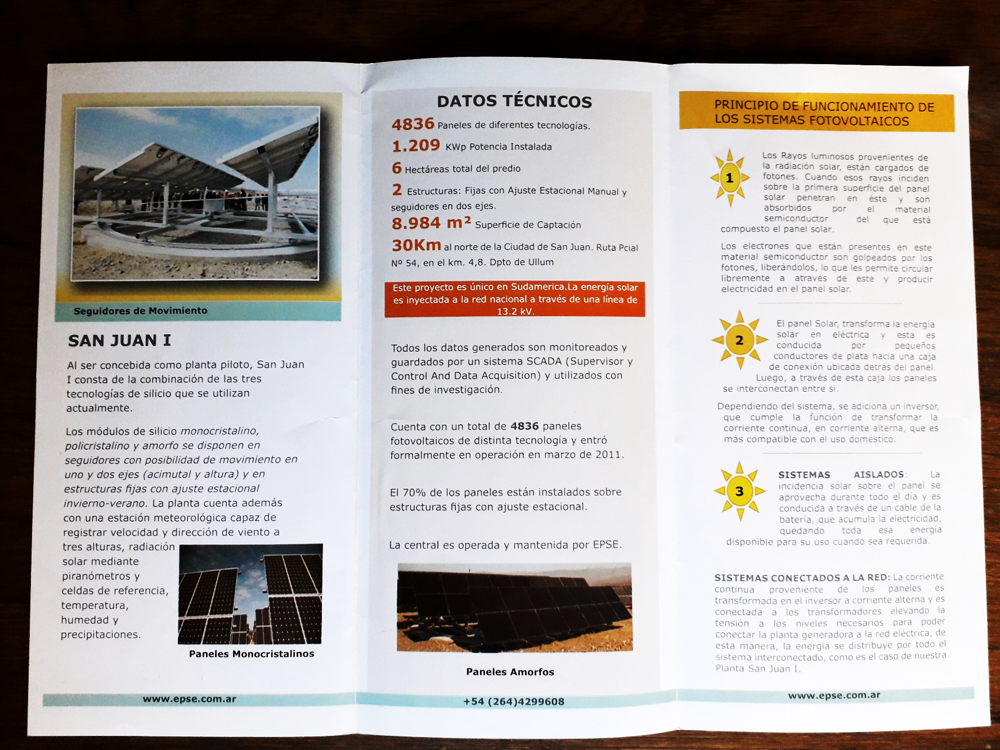 Seguidores de Movimiento
SAN JUAN I
Al ser concebida como planta piloto, San Juan
I consta de la combinación de las tres
tecnologías de silicio que se utilizan
actualmente.
Los módulos de silicio monocristalino,
policristalino y amorfo se disponen en
seguidores con posibilidad de movimiento en
uno y dos ejes (acimutal y altura) y en
estructuras fijas con ajuste estacional
invierno-verano. La planta cuenta además
con una estación meteorológica capaz de
registrar velocidad y dirección de viento a
tres alturas, radiación
solar mediante
piranómetros y
celdas de referencia,
temperatura,
humedad y
precipitaciones.
Paneles Monocristalinos
www.epse.com.ar
DATOS TÉCNICOS
4836 Paneles de diferentes tecnologías.
1.209 KWp Potencia Instalada
6 Hectáreas total del predio
2 Estructuras: Fijas con Ajuste Estacional Manual y
seguidores en dos ejes.
8.984 m² Superficie de Captación
30Km al norte de la Ciudad de San Juan. Ruta Pcial
Nº 54, en el km. 4,8. Dpto de Ullum
Este proyecto es único en Sudamerica.La energía solar
es inyectada a la red nacional a través de una línea de
13.2 kV.
Todos los datos generados son monitoreados y
guardados por un sistema SCADA (Supervisor y
Control And Data Acquisition) y utilizados con
fines de investigación.
Cuenta con un total de 4836 paneles
fotovoltaicos de distinta tecnología y entró
formalmente en operación en marzo de 2011.
El 70% de los paneles están instalados sobre
estructuras fijas con ajuste estacional.
La central es operada y mantenida por EPSE.
Paneles Amorfos
+54 (264)4299608
PRINCIPIO DE FUNCIONAMIENTO DE
LOS SISTEMAS FOTOVOLTAICOS
1
Los Rayos luminosos provenientes de
la radiación solar, están cargados de
fotones. Cuando esos rayos inciden
sobre la primera superficie del panel
solar penetran en éste y son
absorbidos por el material
semiconductor del que está
compuesto el panel solar.
Los electrones que están presentes en este
material semiconductor son golpeados por los
fotones, liberándolos, lo que les permite circular
libremente a através de este y producir
electricidad en el panel solar.
2
El panel Solar, transforma la energía
solar en eléctrica y esta es
conducida por pequeños
conductores de plata hacia una caja
de conexión ubicada detrás del panel.
Luego, a través de esta caja los paneles
se interconectan entre si.
Dependiendo del sistema, se adiciona un inversor,
que cumple la función de transformar la
corriente continua, en corriente alterna, que es
más compatible con el uso doméstico.
3
SISTEMAS AISLADOS: La
incidencia solar sobre el panel se
aprovecha durante todo el día y es
conducida a través de un cable de la
batería, que acumula la electricidad,
quedando toda esa energía
disponible para su uso cuando sea requerida.
SISTEMAS CONECTADOS A LA RED: La corriente
continua proveniente de los paneles es
transformada en el inversor a corriente alterna y es
conectada a los transformadores elevando la
tensión a los niveles necesarios para poder
conectar la planta generadora a la red eléctrica, de
esta manera, la energía se distribuye por todo el
sistema interconectado, como es el caso de nuestra
Planta San Juan I.
www.epse.com.ar